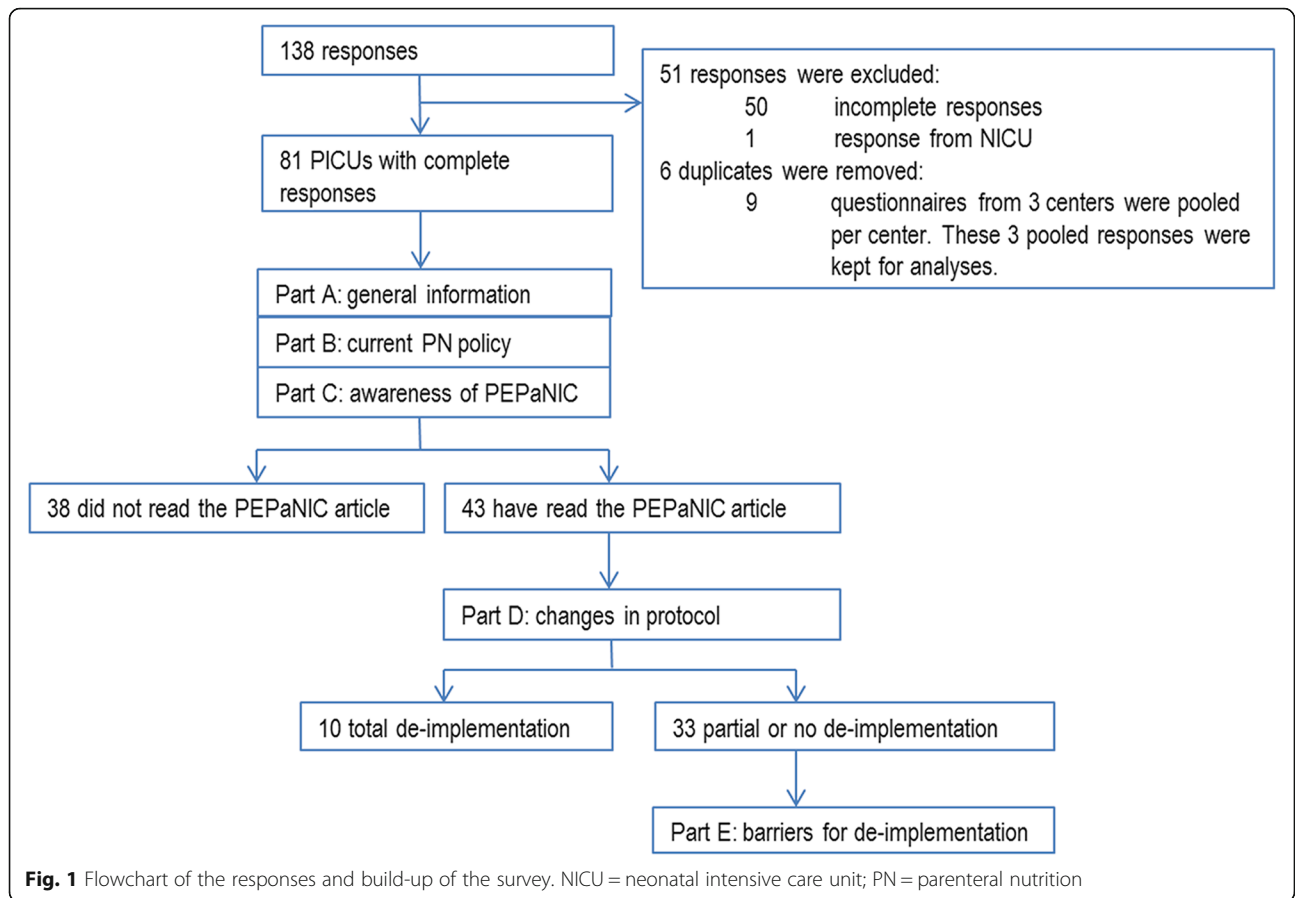 138 responses
51 responses were excluded:
50 incomplete responses
1 response from NICU
6 duplicates were removed:
9 questionnaires from 3 centers were pooled
per center. These 3 pooled responses were
kept for analyses.
81 PICUs with complete
responses
Part A: general information
Part B: current PN policy
Part C: awareness of PEPaNIC
38 did not read the PEPaNIC article
43 have read the PEPaNIC article
Part D: changes in protocol
10 total de-implementation
33 partial or no de-implementation
Part E: barriers for de-implementation
Fig. 1 Flowchart of the responses and build-up of the survey. NICU = neonatal intensive care unit; PN = parenteral nutrition